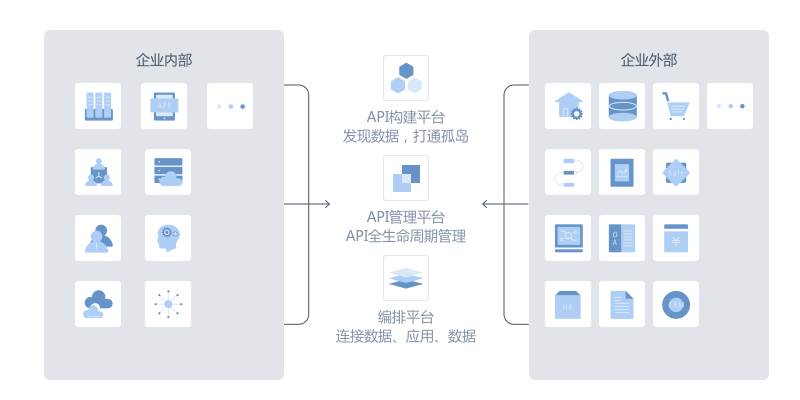 企业内部
企业外部
API构建平台
发现数据，打通孤岛
API管理平台
API全生命周期管理
编排平台
连接数据、应用、数据
APP
Sale
OA
¥
HR